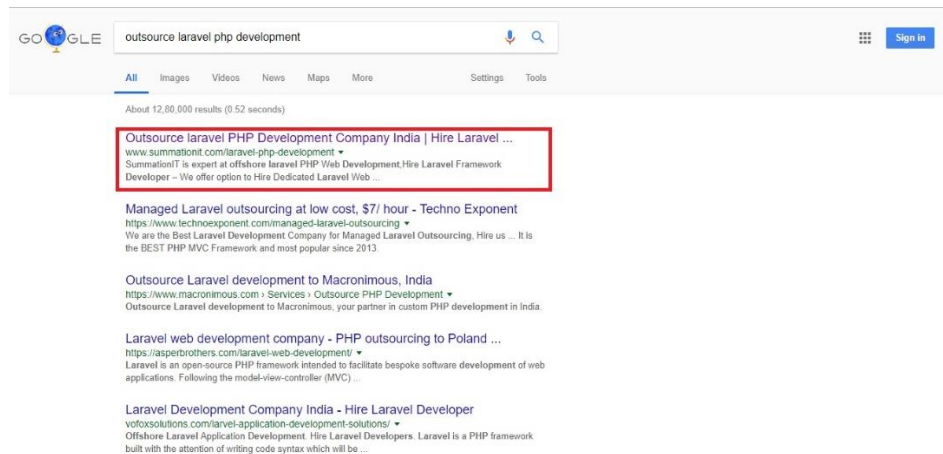 GOOGLE
outsource laravel php development
Sign in
All Images Videos News Maps More Settings Tools
About 12,80,000 results (0.52 seconds)
Outsource laravel PHP Development Company India | Hire Laravel ...
www.summationit.com/laravel-php-development
SummationIT is expert at offshore laravel PHP Web Development,Hire Laravel Framework
Developer – We offer option to Hire Dedicated Laravel Web ...
Managed Laravel outsourcing at low cost, $7/ hour - Techno Exponent
https://www.technoexponent.com/managed-laravel-outsourcing
We are the Best Laravel Development Company for Managed Laravel Outsourcing, Hire us ... It is
the BEST PHP MVC Framework and most popular since 2013.
Outsource Laravel development to Macronimous, India
https://www.macronimous.com › Services › Outsource PHP Development
Outsource Laravel development to Macronimous, your partner in custom PHP development in India.
Laravel web development company - PHP outsourcing to Poland ...
https://asperbrothers.com/laravel-web-development/
Laravel is an open-source PHP framework intended to facilitate bespoke software development of web
applications. Following the model-view-controller (MVC) ...
Laravel Development Company India - Hire Laravel Developer
vofoxsolutions.com/larvel-application-development-solutions/
Offshore Laravel Application Development. Hire Laravel Developers. Laravel is a PHP framework
built with the attention of writing code syntax which will be ...